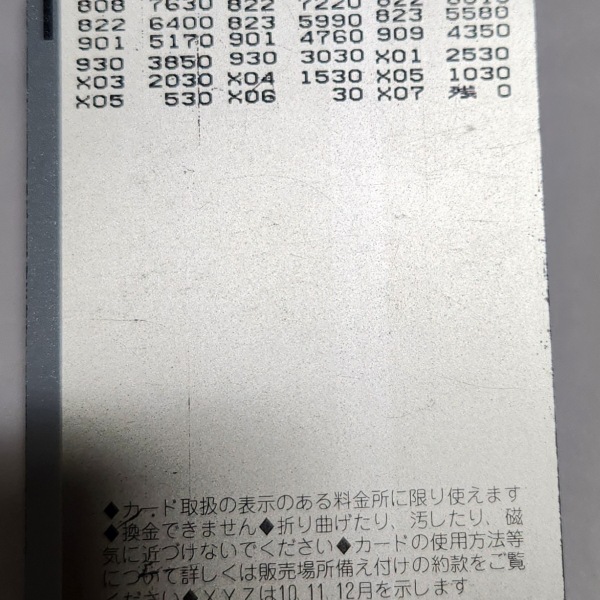 808 7630 822 7220 822
822 6400 823 5990 823 5580
901 5170 901 4760 909 4350
930 3850 930 3030 X01 2530
X03 2030 X04 1530 X05 1030
X05 530 X06 30 X07 残 0
◆カード取扱の表示のある料金所に限り使えます
◆換金できません◆折り曲げたり、汚したり、磁
気に近づけないでください◆カードの使用方法等
について詳しくは販売場所備え付けの約款をご覧
ください◆X,Y,Zは10,11,12月を示します